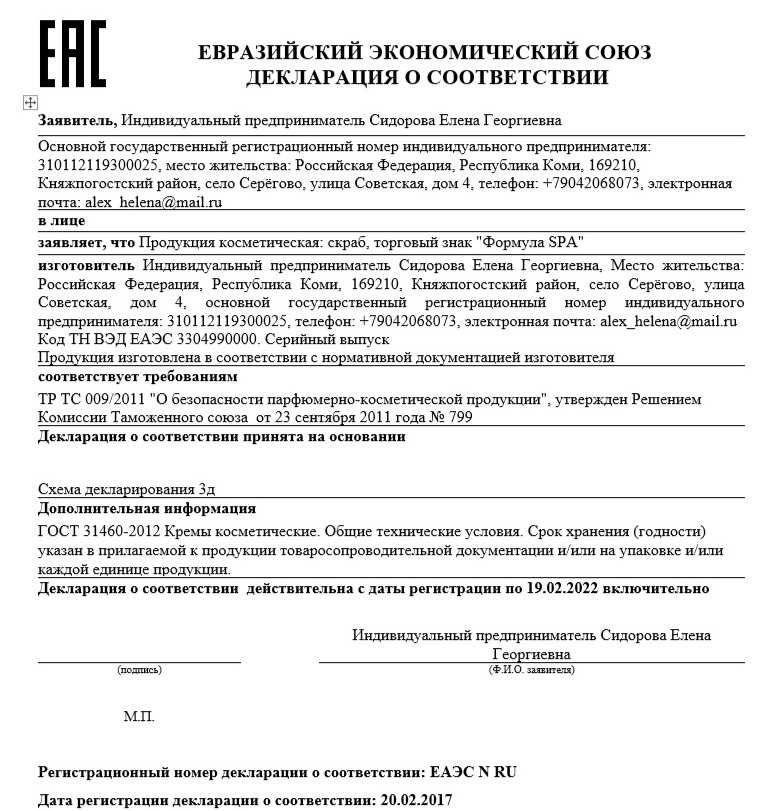 EAC
ЕВРАЗИЙСКИЙ ЭКОНОМИЧЕСКИЙ СОЮЗ
ДЕКЛАРАЦИЯ О СООТВЕТСТВИИ
Заявитель, Индивидуальный предприниматель Сидорова Елена Георгиевна
Основной государственный регистрационный номер индивидуального предпринимателя:
310112119300025, место жительства: Российская Федерация, Республика Коми, 169210,
Княжпогостский район, село Серёгово, улица Советская, дом 4, телефон: +79042068073, электронная
почта: alex_helena@mail.ru
в лице
заявляет, что Продукция косметическая: скраб, торговый знак "Формула SPA"
изготовитель Индивидуальный предприниматель Сидорова Елена Георгиевна, Место жительства:
Российская Федерация, Республика Коми, 169210, Княжпогостский район, село Серёгово, улица
Советская, дом 4, основной государственный регистрационный номер индивидуального
предпринимателя: 310112119300025, телефон: +79042068073, электронная почта: alex_helena@mail.ru
Код ТН ВЭД ЕАЭС 3304990000. Серийный выпуск
Продукция изготовлена в соответствии с нормативной документацией изготовителя
соответствует требованиям
ТР ТС 009/2011 "О безопасности парфюмерно-косметической продукции", утвержден Решением
Комиссии Таможенного союза от 23 сентября 2011 года № 799
Декларация о соответствии принята на основании
Схема декларирования 3д
Дополнительная информация
ГОСТ 31460-2012 Кремы косметические. Общие технические условия. Срок хранения (годности)
указан в прилагаемой к продукции товаросопроводительной документации и/или на упаковке и/или
каждой единице продукции.
Декларация о соответствии действительна с даты регистрации по 19.02.2022 включительно
Индивидуальный предприниматель Сидорова Елена
Георгиевна
(подпись)
(Ф.И.О. заявителя)
М.П.
Регистрационный номер декларации о соответствии: ЕАЭС N RU
Дата регистрации декларации о соответствии: 20.02.2017